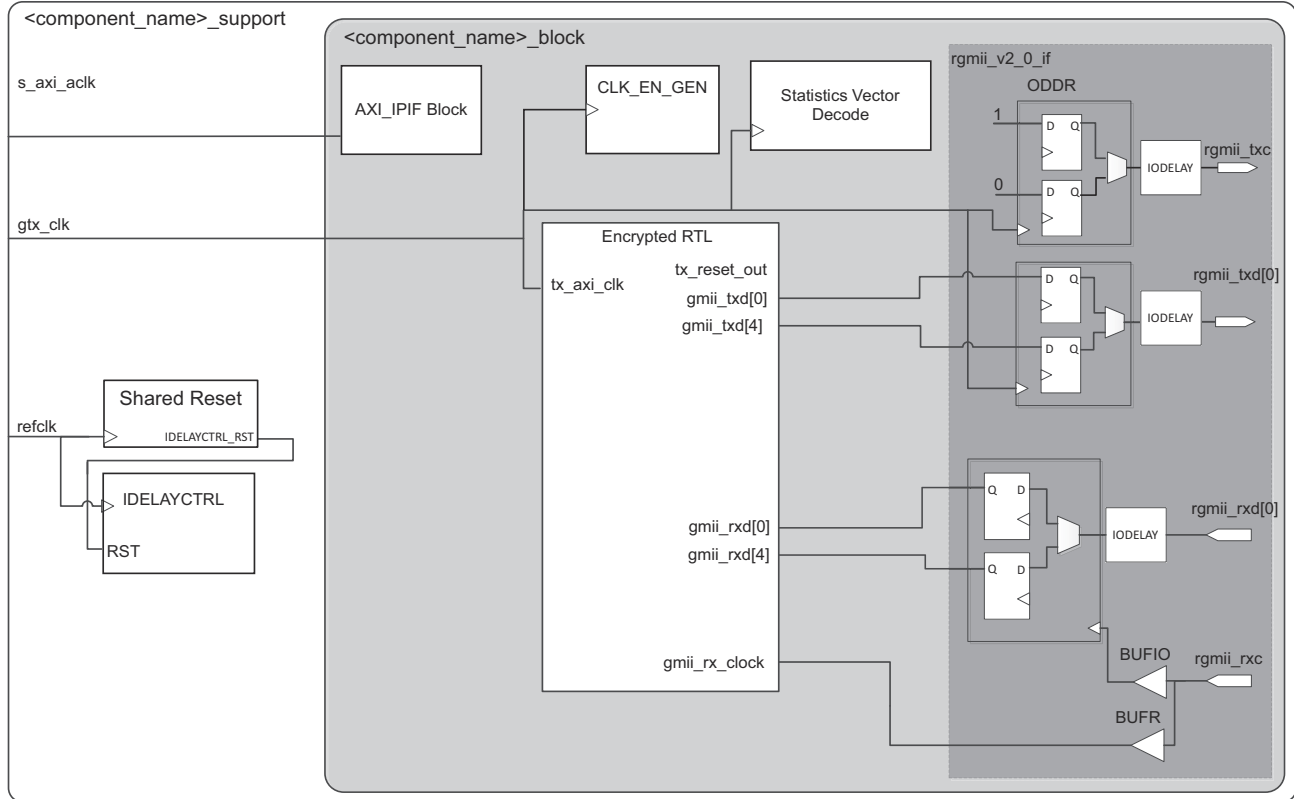 <component_name>_support
<component_name>_block
rgmii_v2_0_if
s_axi_aclk
AXI_IPIF Block
CLK_EN_GEN
Statistics Vector
Decode
ODDR
1
D Q
0
D Q
IODELAY
rgmii_txc
gtx_clk
Encrypted RTL
tx_axi_clk
tx_reset_out
gmii_txd[0]
gmii_txd[4]
D Q
D Q
IODELAY
rgmii_txd[0]
refclk
Shared Reset
IDELAYCTRL_RST
IDELAYCTRL
RST
gmii_rxd[0]
gmii_rxd[4]
Q D
Q D
IODELAY
rgmii_rxd[0]
gmii_rx_clock
BUFIO
rgmii_rxc
BUFR